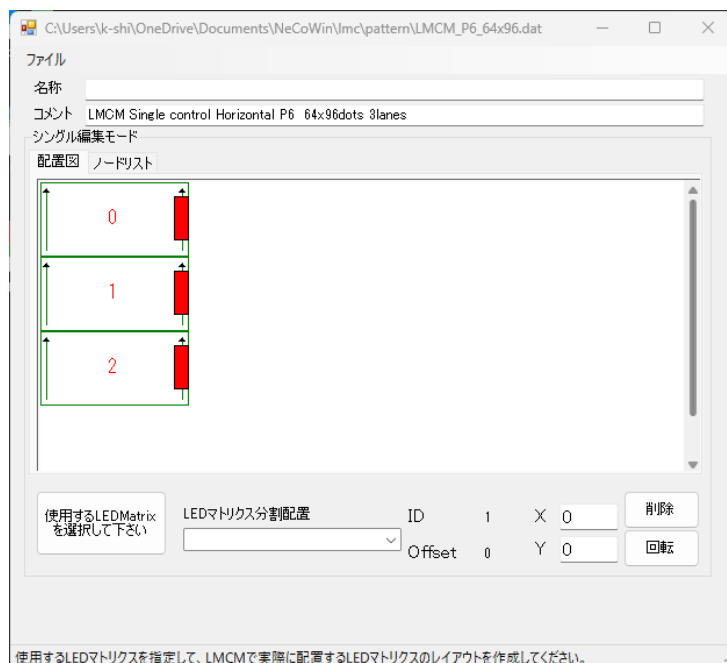 C:\Users\k-shi\OneDrive\Documents\NeCoWin\lmc\pattern\LMCM_P6_64x96.dat
ファイル
名称
コメント LMCM Single control Horizontal P6 64x96dots 3lanes
シングル編集モード
配置図 ノードリスト
0
1
2
使用するLEDMatrix
を選択して下さい
LEDマトリクス分割配置
ID 1 X 0 削除
Offset 0 Y 0 回転
使用するLEDマトリクスを指定して、LMCMで実際に配置するLEDマトリクスのレイアウトを作成してください。